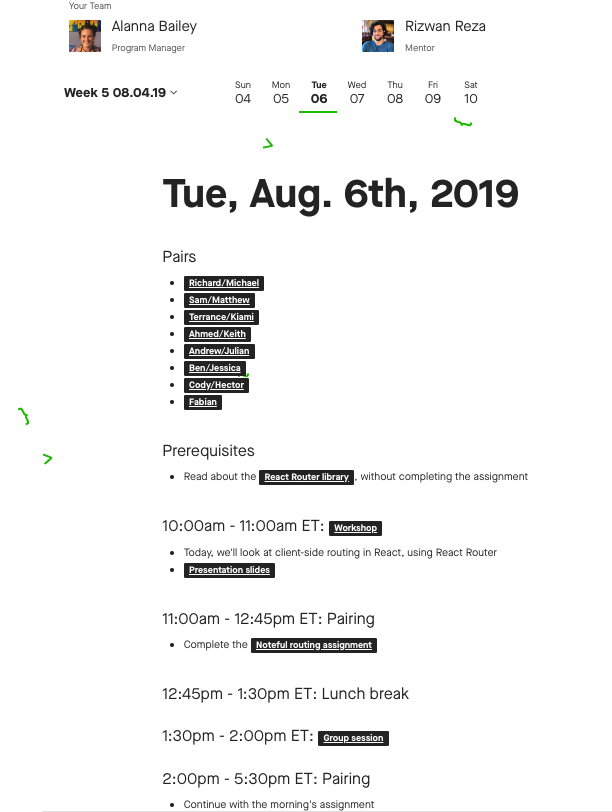 Your Team
Alanna Bailey
Program Manager
Rizwan Reza
Mentor
Week 5 08.04.19
Sun Mon Tue Wed Thu Fri Sat
04 05 06 07 08 09 10
Tue, Aug. 6th, 2019
Pairs
Richard/Michael
Sam/Matthew
Terrance/Kiami
Ahmed/Keith
Andrew/Julian
Ben/Jessica
Cody/Hector
Fabian
Prerequisites
Read about the React Router library, without completing the assignment
10:00am - 11:00am ET: Workshop
Today, we'll look at client-side routing in React, using React Router
Presentation slides
11:00am - 12:45pm ET: Pairing
Complete the Noteful routing assignment
12:45pm - 1:30pm ET: Lunch break
1:30pm - 2:00pm ET: Group session
2:00pm - 5:30pm ET: Pairing
Continue with the morning's assignment